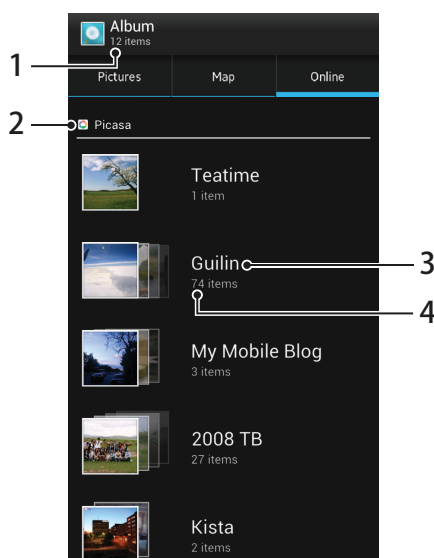 Album
12 items
1
Pictures Map Online
2
Picasa
Teatime
1 item
Guilin
3
74 items
4
My Mobile Blog
3 items
2008 TB
27 items
Kista
2 items